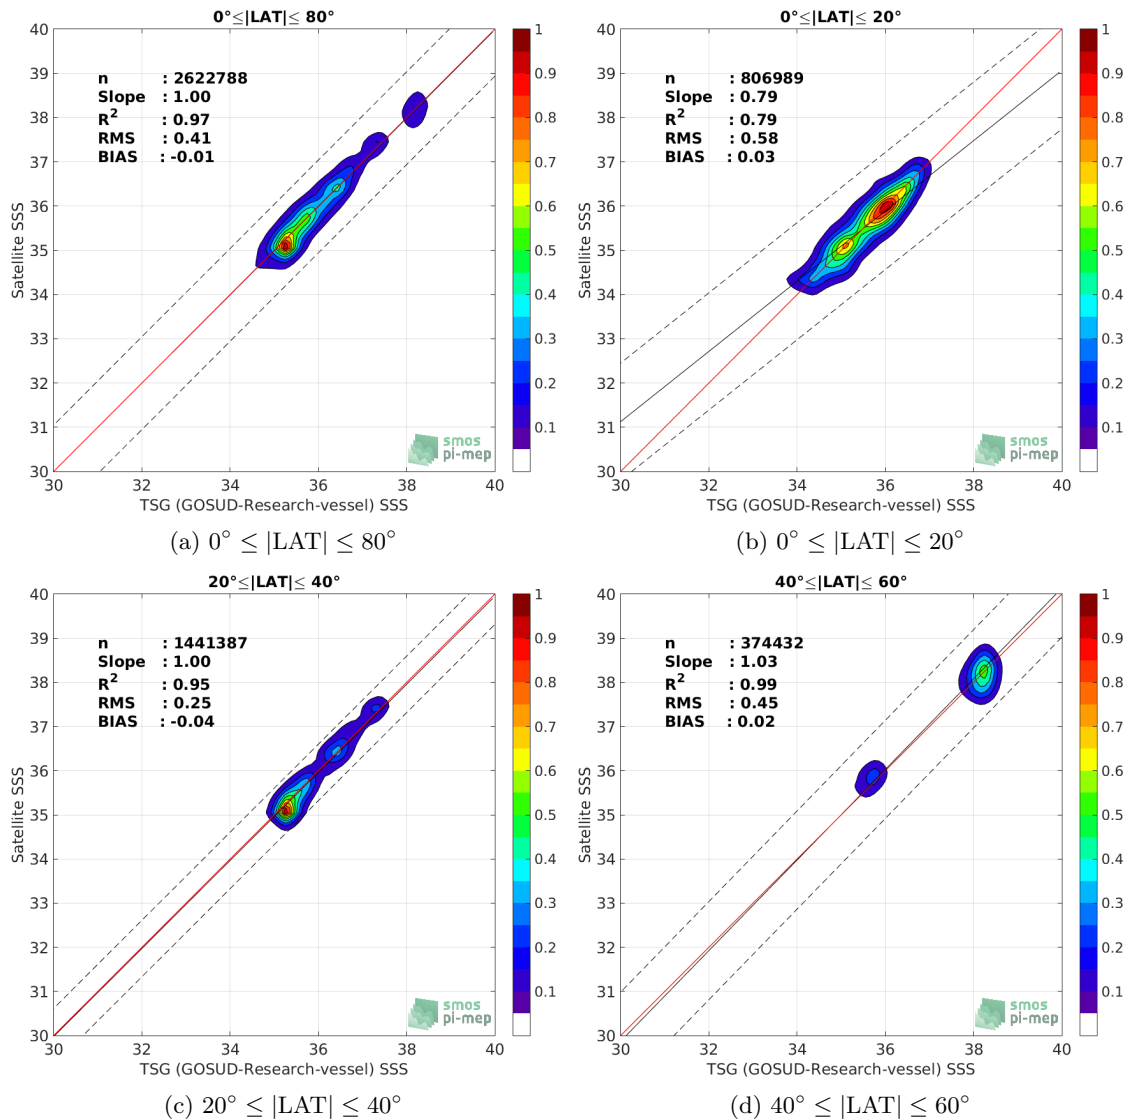 0°≤|LAT|≤ 80°
n : 2622788
Slope : 1.00
R² : 0.97
RMS : 0.41
BIAS : -0.01
Satellite SSS
40
39
38
37
36
35
34
33
32
31
30
30 32 34 36 38 40
TSG (GOSUD-Research-vessel) SSS
1
0.9
0.8
0.7
0.6
0.5
0.4
0.3
0.2
0.1
smos
pi-mep
(a) 0° ≤ |LAT| ≤ 80°
0°≤|LAT|≤ 20°
n : 806989
Slope : 0.79
R² : 0.79
RMS : 0.58
BIAS : 0.03
Satellite SSS
40
39
38
37
36
35
34
33
32
31
30
30 32 34 36 38 40
TSG (GOSUD-Research-vessel) SSS
1
0.9
0.8
0.7
0.6
0.5
0.4
0.3
0.2
0.1
smos
pi-mep
(b) 0° ≤ |LAT| ≤ 20°
20°≤|LAT|≤ 40°
n : 1441387
Slope : 1.00
R² : 0.95
RMS : 0.25
BIAS : -0.04
Satellite SSS
40
39
38
37
36
35
34
33
32
31
30
30 32 34 36 38 40
TSG (GOSUD-Research-vessel) SSS
1
0.9
0.8
0.7
0.6
0.5
0.4
0.3
0.2
0.1
smos
pi-mep
(c) 20° ≤ |LAT| ≤ 40°
40°≤|LAT|≤ 60°
n : 374432
Slope : 1.03
R² : 0.99
RMS : 0.45
BIAS : 0.02
Satellite SSS
40
39
38
37
36
35
34
33
32
31
30
30 32 34 36 38 40
TSG (GOSUD-Research-vessel) SSS
1
0.9
0.8
0.7
0.6
0.5
0.4
0.3
0.2
0.1
smos
pi-mep
(d) 40° ≤ |LAT| ≤ 60°